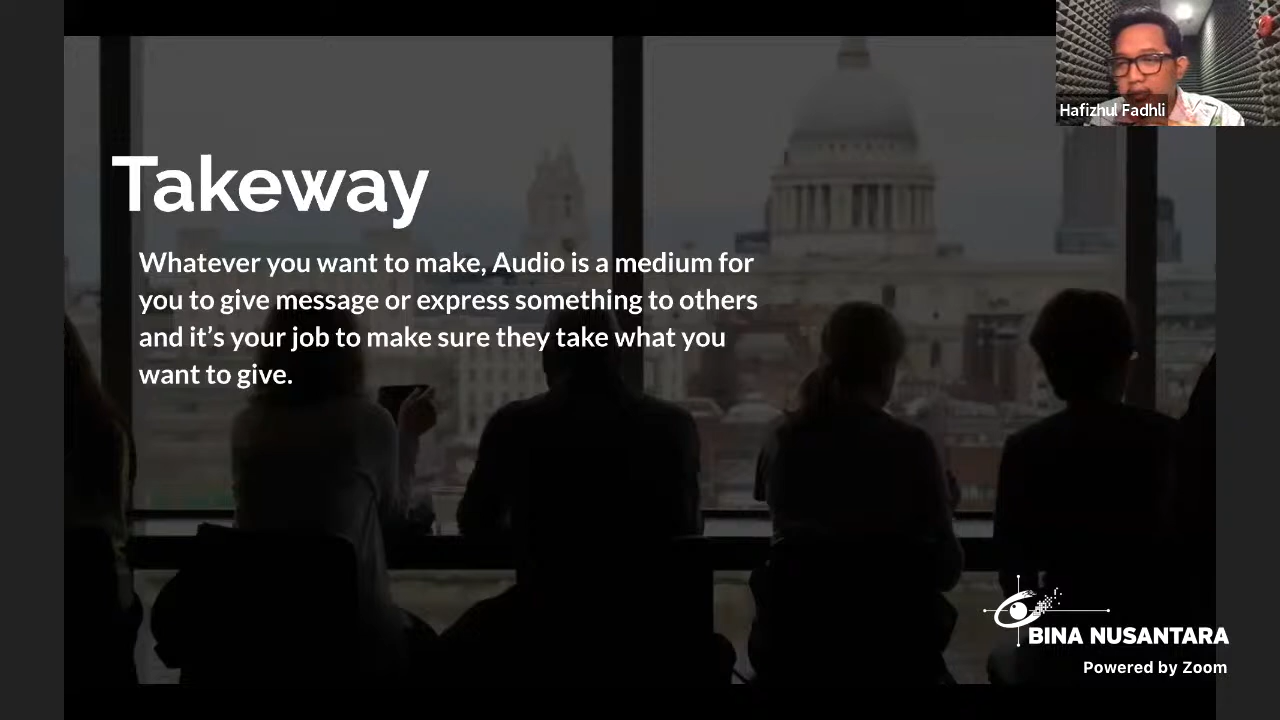 Hafizhul Fadhli
Takeway
Whatever you want to make, Audio is a medium for
you to give message or express something to others
and it's your job to make sure they take what you
want to give.
BINA NUSANTARA
Powered by Zoom